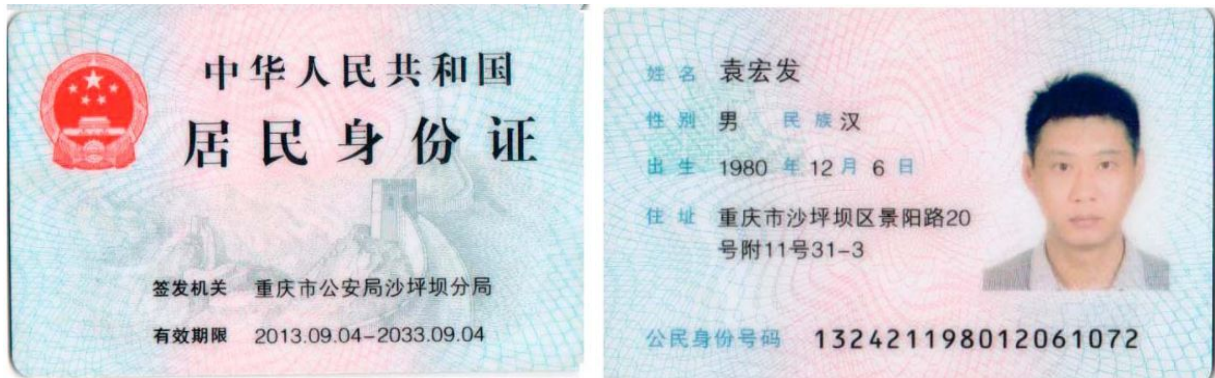 中华人民共和国
居民身份证
签发机关 重庆市公安局沙坪坝分局
有效期限 2013.09.04-2033.09.04
姓名 袁宏发
性别 男 民族 汉
出生 1980 年 12 月 6 日
住址 重庆市沙坪坝区景阳路20
号附11号31-3
公民身份号码 132421198012061072